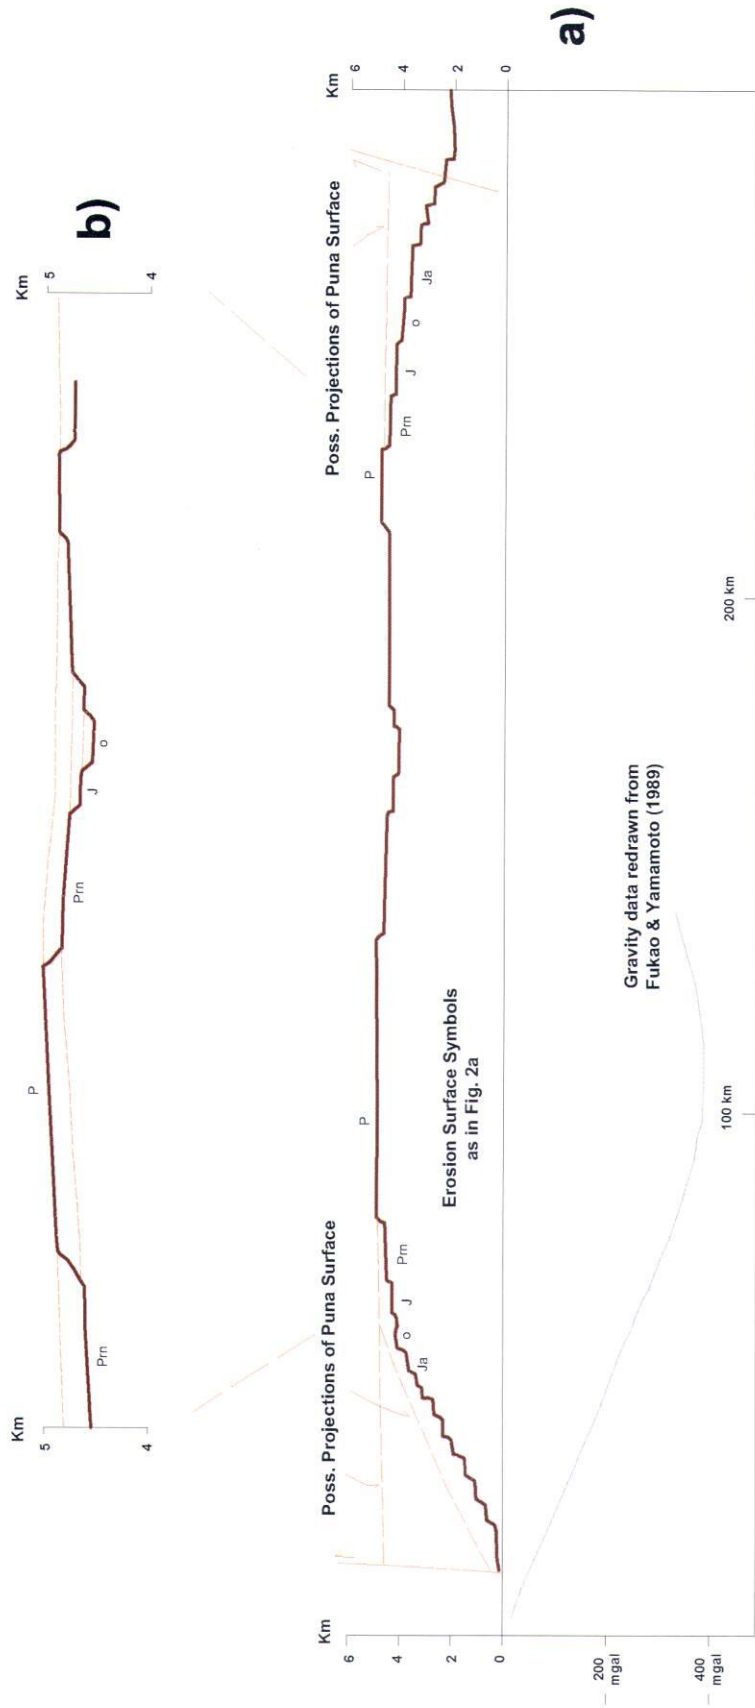 b)
Km
5
4
Prn
P
Prn
J
o
Km
5
4
a)
Km
6
4
2
0
Poss. Projections of Puna Surface
Ja
o
J
Prn
P
Erosion Surface Symbols
as in Fig. 2a
P
Prn
J
o
Ja
Poss. Projections of Puna Surface
Km
6
4
2
0
200
mgal
400
mgal
Gravity data redrawn from
Fukao & Yamamoto (1989)
100 km
200 km